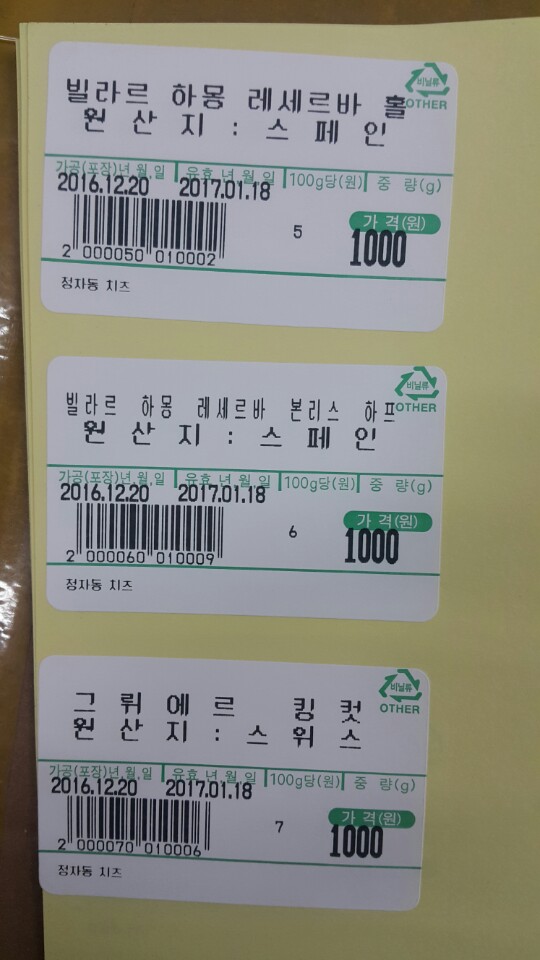 비닐류
OTHER
빌라르 하몽 레세르바 홀
원 산 지 : 스 페 인
가공(포장)년.월.일 유효 년 월 일 100g당(원) 중 량(g)
2016.12.20 2017.01.18
가 격(원)
5 1000
2 000050 010002
정자동 치즈
비닐류
OTHER
빌라르 하몽 레세르바 본리스 하프
원 산 지 : 스 페 인
가공(포장)년.월.일 유효 년 월 일 100g당(원) 중 량(g)
2016.12.20 2017.01.18
가 격(원)
6 1000
2 000060 010009
정자동 치즈
비닐류
OTHER
그 뤼 에 르 킹 컷
원 산 지 : 스 위 스
가공(포장)년.월.일 유효 년 월 일 100g당(원) 중 량(g)
2016.12.20 2017.01.18
가 격(원)
7 1000
2 000070 010006
정자동 치즈